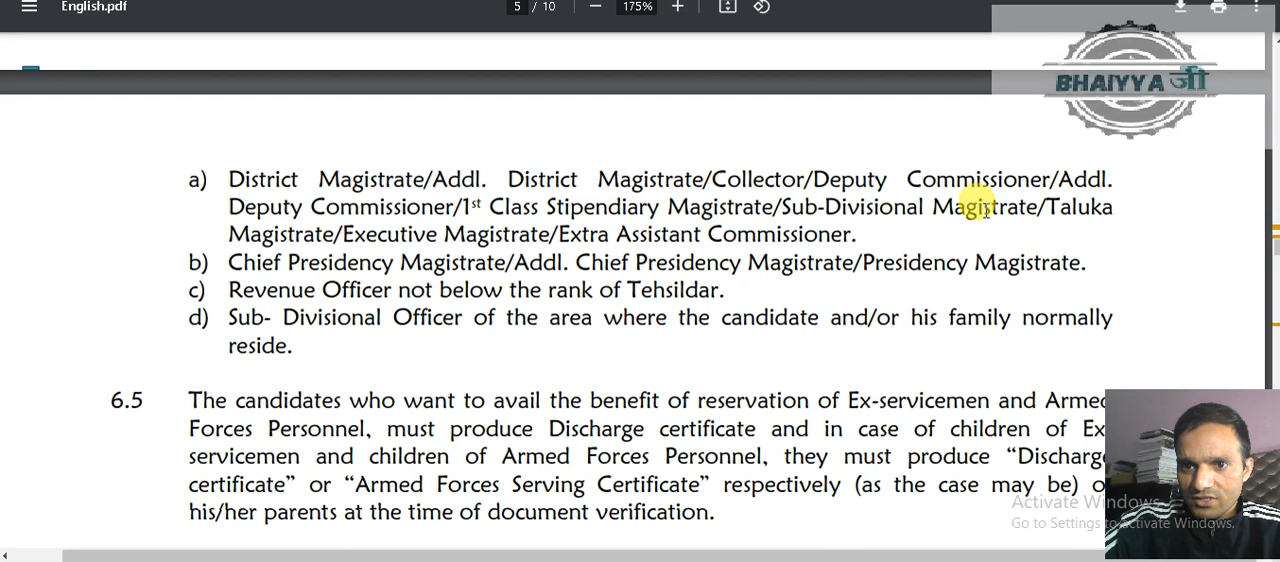 English.pdf
5 / 10
175%
BHAIYYA जी
a) District Magistrate/Addl. District Magistrate/Collector/Deputy Commissioner/Addl.
Deputy Commissioner/1st Class Stipendiary Magistrate/Sub-Divisional Magistrate/Taluka
Magistrate/Executive Magistrate/Extra Assistant Commissioner.
b) Chief Presidency Magistrate/Addl. Chief Presidency Magistrate/Presidency Magistrate.
c) Revenue Officer not below the rank of Tehsildar.
d) Sub- Divisional Officer of the area where the candidate and/or his family normally
reside.
6.5 The candidates who want to avail the benefit of reservation of Ex-servicemen and Armed
Forces Personnel, must produce Discharge certificate and in case of children of Ex
servicemen and children of Armed Forces Personnel, they must produce “Discharge
certificate” or “Armed Forces Serving Certificate” respectively (as the case may be) o
his/her parents at the time of document verification.
Activate Windows
Go to Settings to activate Windows.